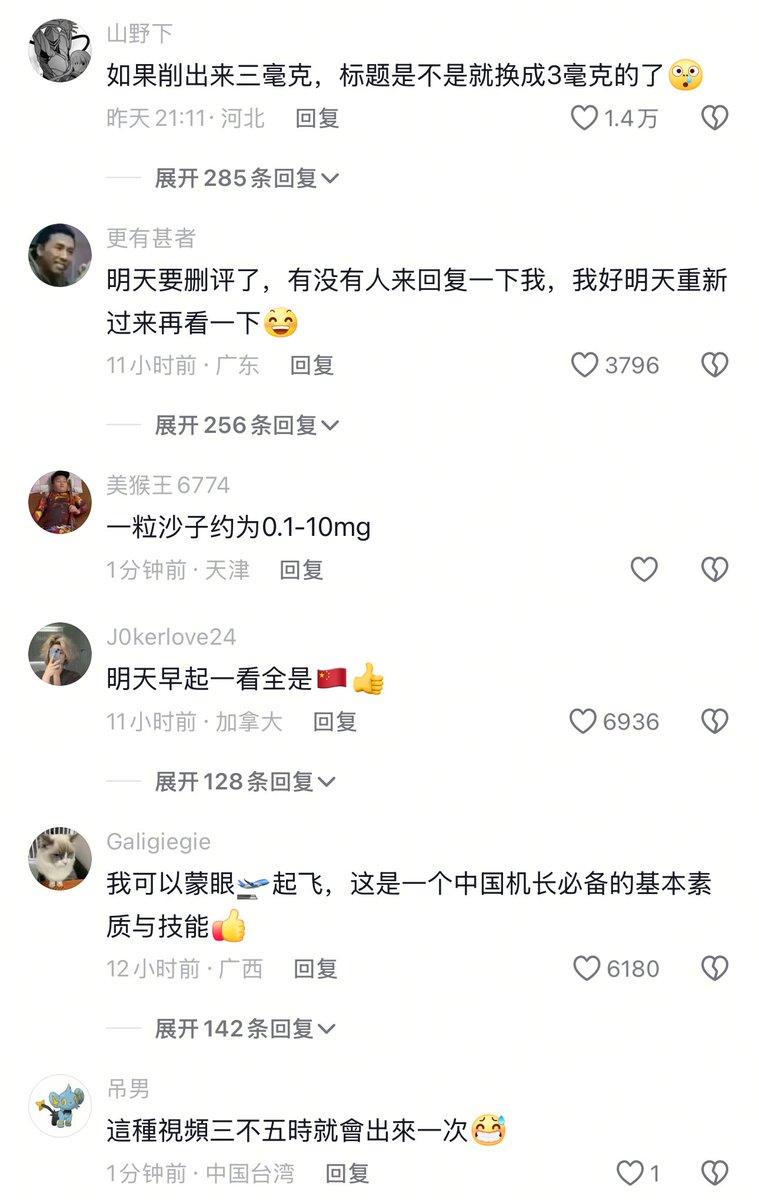 山野下
如果削出来三毫克，标题是不是就换成3毫克的了
昨天 21:11 · 河北 回复 1.4万
展开 285 条回复
更有甚者
明天要删评了，有没有人来回复一下我，我好明天重新
过来再看一下
11小时前 · 广东 回复 3796
展开 256 条回复
美猴王6774
一粒沙子约为0.1-10mg
1分钟前 · 天津 回复
J0kerlove24
明天早起一看全是🇨🇳👍
11小时前 · 加拿大 回复 6936
展开 128 条回复
Galigiegie
我可以蒙眼🛫起飞，这是一个中国机长必备的基本素
质与技能👍
12小时前 · 广西 回复 6180
展开 142 条回复
吊男
這種視頻三不五時就會出來一次
1分钟前 · 中国台湾 回复 1